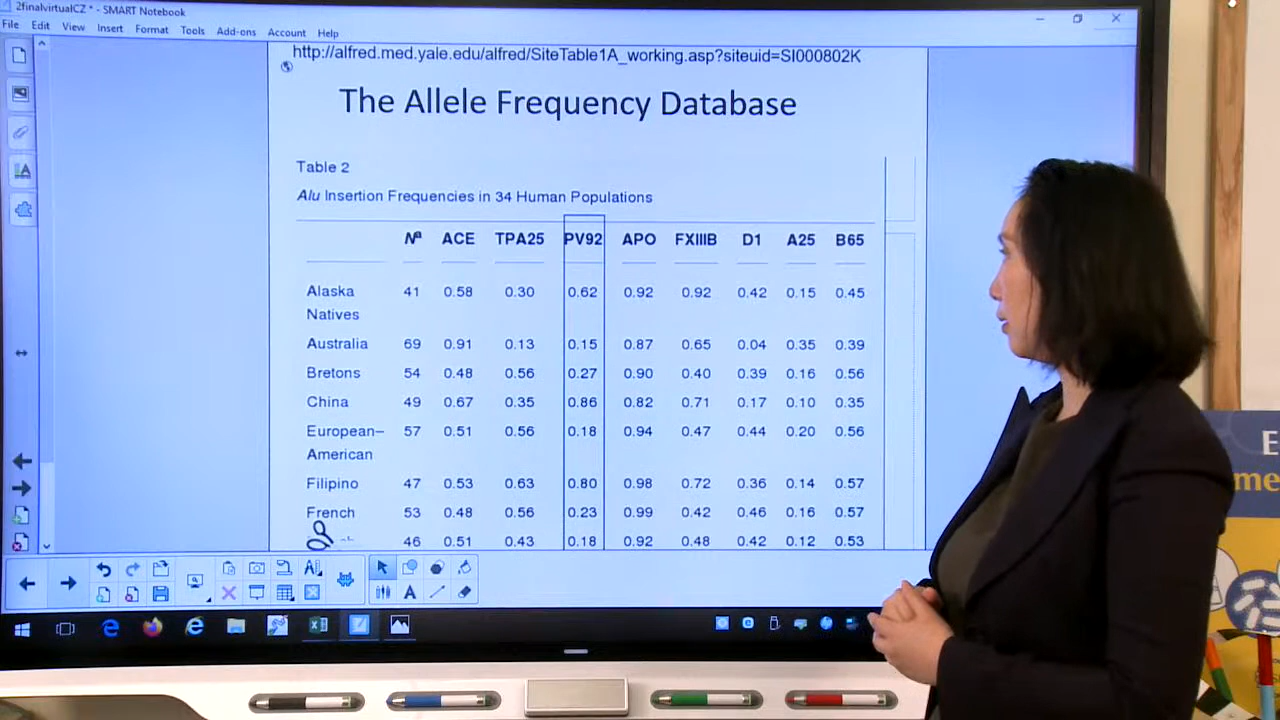 2finalvirtualCZ * - SMART Notebook
File Edit View Insert Format Tools Add-ons Account Help
http://alfred.med.yale.edu/alfred/SiteTable1A_working.asp?siteuid=SI000802K
The Allele Frequency Database
Table 2
Alu Insertion Frequencies in 34 Human Populations
Nª ACE TPA25 PV92 APO FXIIIB D1 A25 B65
Alaska 41 0.58 0.30 0.62 0.92 0.92 0.42 0.15 0.45
Natives
Australia 69 0.91 0.13 0.15 0.87 0.65 0.04 0.35 0.39
Bretons 54 0.48 0.56 0.27 0.90 0.40 0.39 0.16 0.56
China 49 0.67 0.35 0.86 0.82 0.71 0.17 0.10 0.35
European– 57 0.51 0.56 0.18 0.94 0.47 0.44 0.20 0.56
American
Filipino 47 0.53 0.63 0.80 0.98 0.72 0.36 0.14 0.57
French 53 0.48 0.56 0.23 0.99 0.42 0.46 0.16 0.57
46 0.51 0.43 0.18 0.92 0.48 0.42 0.12 0.53
E
me